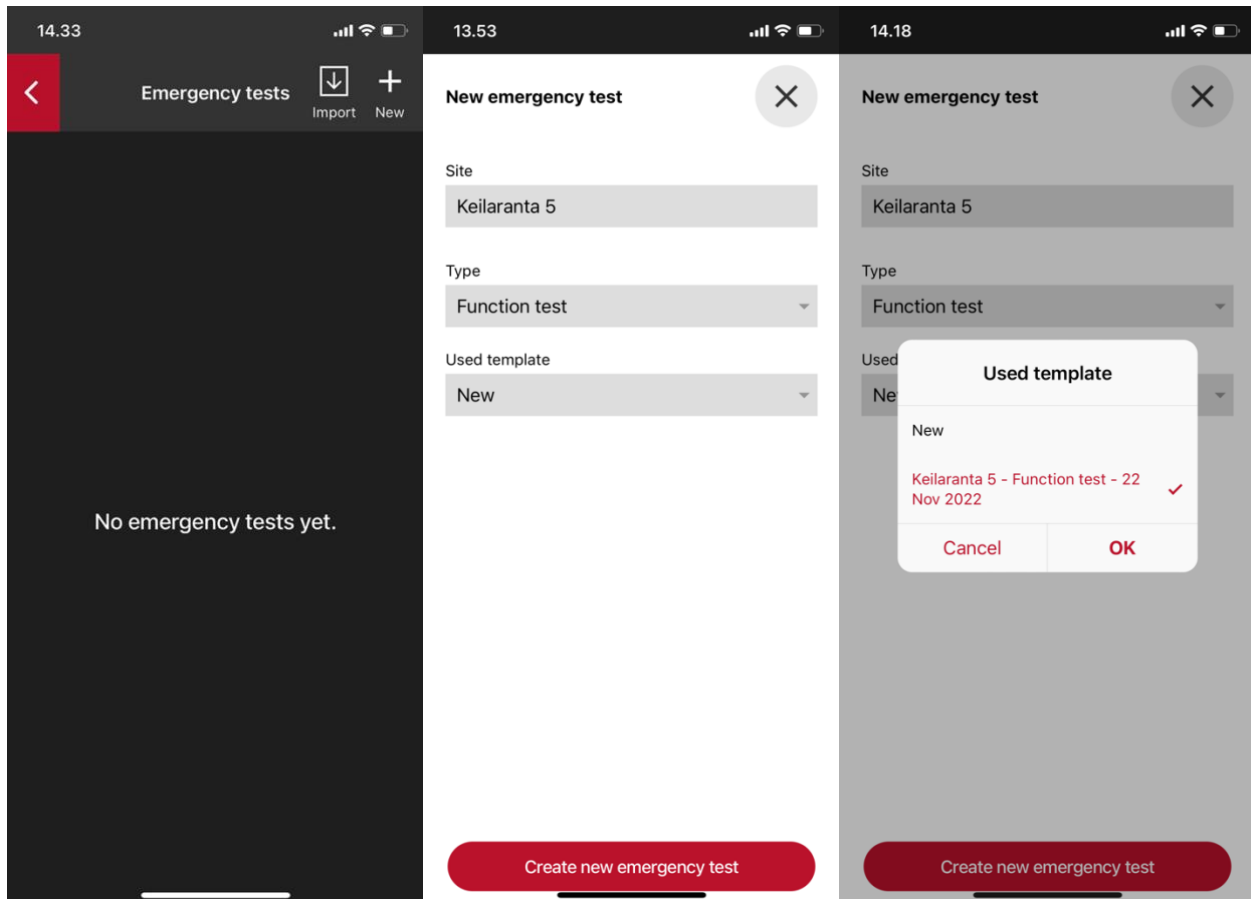 14.33
Emergency tests
Import
New
No emergency tests yet.
13.53
New emergency test
Site
Keilaranta 5
Type
Function test
Used template
New
Create new emergency test
14.18
New emergency test
Site
Keilaranta 5
Type
Function test
Used
Ne
Used template
New
Keilaranta 5 - Function test - 22
Nov 2022
Cancel
OK
Create new emergency test